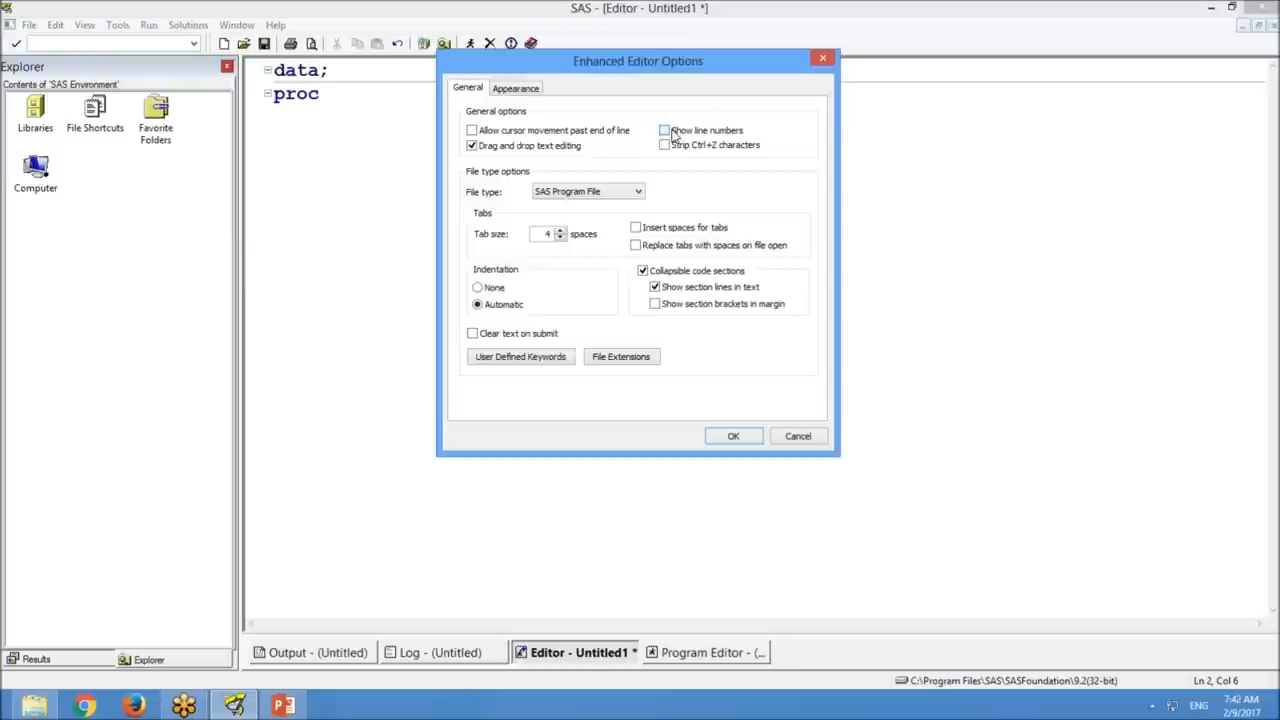 SAS - [Editor - Untitled1 *]
File Edit View Tools Run Solutions Window Help
Explorer
Contents of 'SAS Environment'
Libraries File Shortcuts Favorite Folders
Computer
data;
proc
Enhanced Editor Options
General Appearance
General options
Allow cursor movement past end of line Show line numbers
Drag and drop text editing Strip Ctrl+Z characters
File type options
File type: SAS Program File
Tabs
Tab size: 4 spaces Insert spaces for tabs
Replace tabs with spaces on file open
Indentation Collapsible code sections
None Show section lines in text
Automatic Show section brackets in margin
Clear text on submit
User Defined Keywords File Extensions
OK Cancel
Results Explorer Output - (Untitled) Log - (Untitled) Editor - Untitled1 * Program Editor - (...
C:\Program Files\SAS\SASFoundation\9.2(32-bit) Ln 2, Col 6
ENG 7:42 AM
2/9/2017